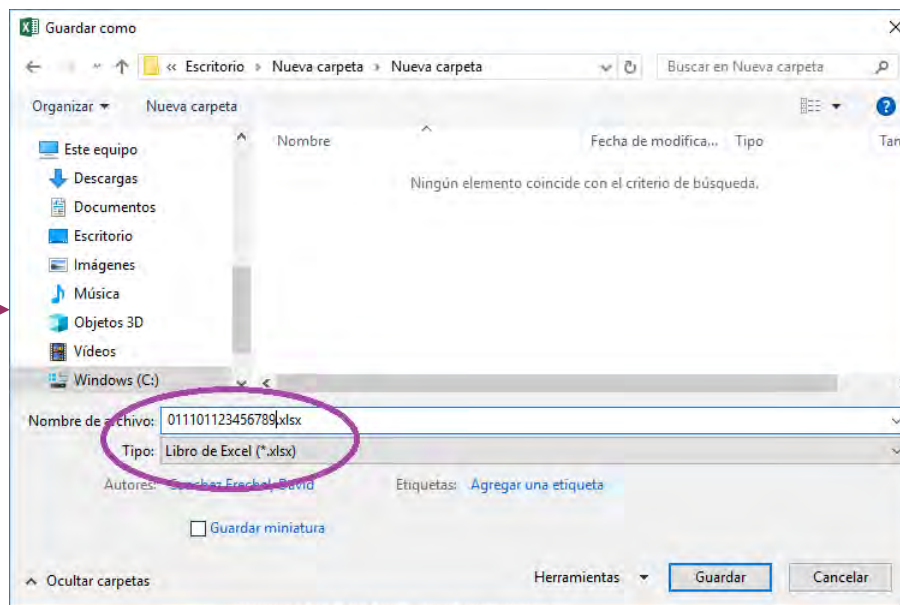 Guardar como
« Escritorio › Nueva carpeta › Nueva carpeta
Buscar en Nueva carpeta
Organizar
Nueva carpeta
?
Nombre
Fecha de modifica...
Tipo
Tan
Este equipo
Ningún elemento coincide con el criterio de búsqueda.
Descargas
Documentos
Escritorio
Imágenes
Música
Objetos 3D
Vídeos
Windows (C:)
Nombre de archivo: 011101123456789.xlsx
Tipo: Libro de Excel (*.xlsx)
Autores: David
Etiquetas: Agregar una etiqueta
Guardar miniatura
Ocultar carpetas
Herramientas
Guardar
Cancelar